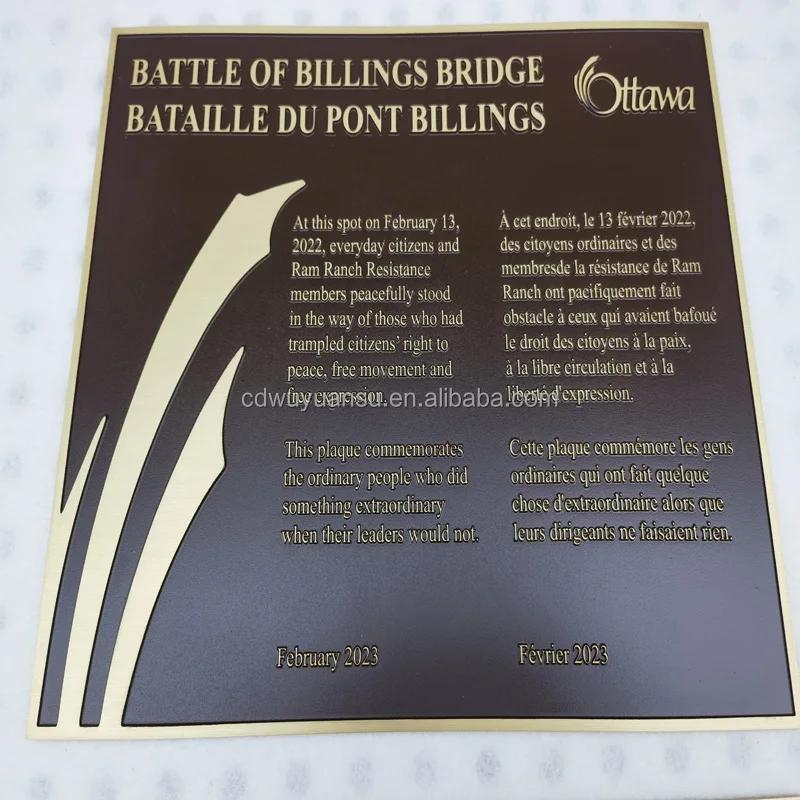 BATTLE OF BILLINGS BRIDGE
BATAILLE DU PONT BILLINGS
Ottawa
At this spot on February 13,
2022, everyday citizens and
Ram Ranch Resistance
members peacefully stood
in the way of those who had
trampled citizens' right to
peace, free movement and
free expression.
This plaque commemorates
the ordinary people who did
something extraordinary
when their leaders would not.
February 2023
À cet endroit, le 13 février 2022,
des citoyens ordinaires et des
membresde la résistance de Ram
Ranch ont pacifiquement fait
obstacle à ceux qui avaient bafoué
le droit des citoyens à la paix,
à la libre circulation et à la
liberté d'expression.
Cette plaque commémore les gens
ordinaires qui ont fait quelque
chose d'extraordinaire alors que
leurs dirigeants ne faisaient rien.
Février 2023
cdwuyuansu.en.alibaba.com